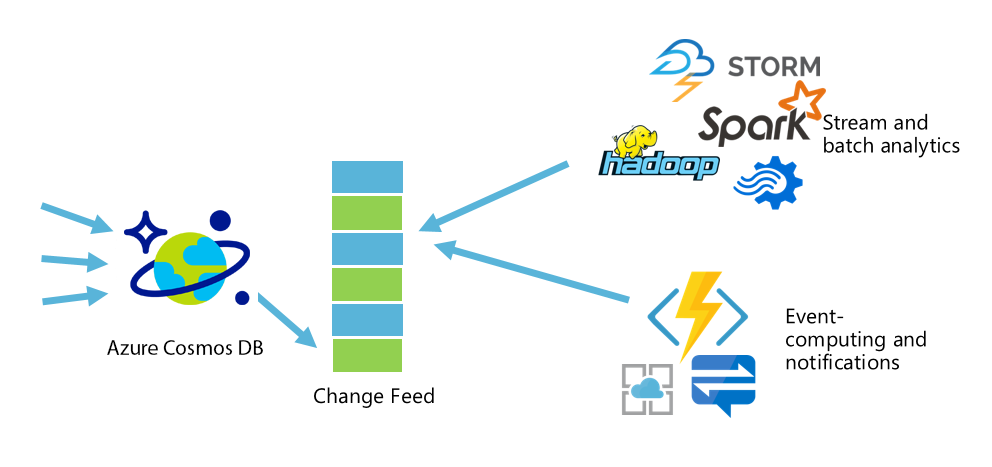 STORM
Spark
Stream and
batch analytics
hadoop
Azure Cosmos DB
Event-
computing and
notifications
Change Feed